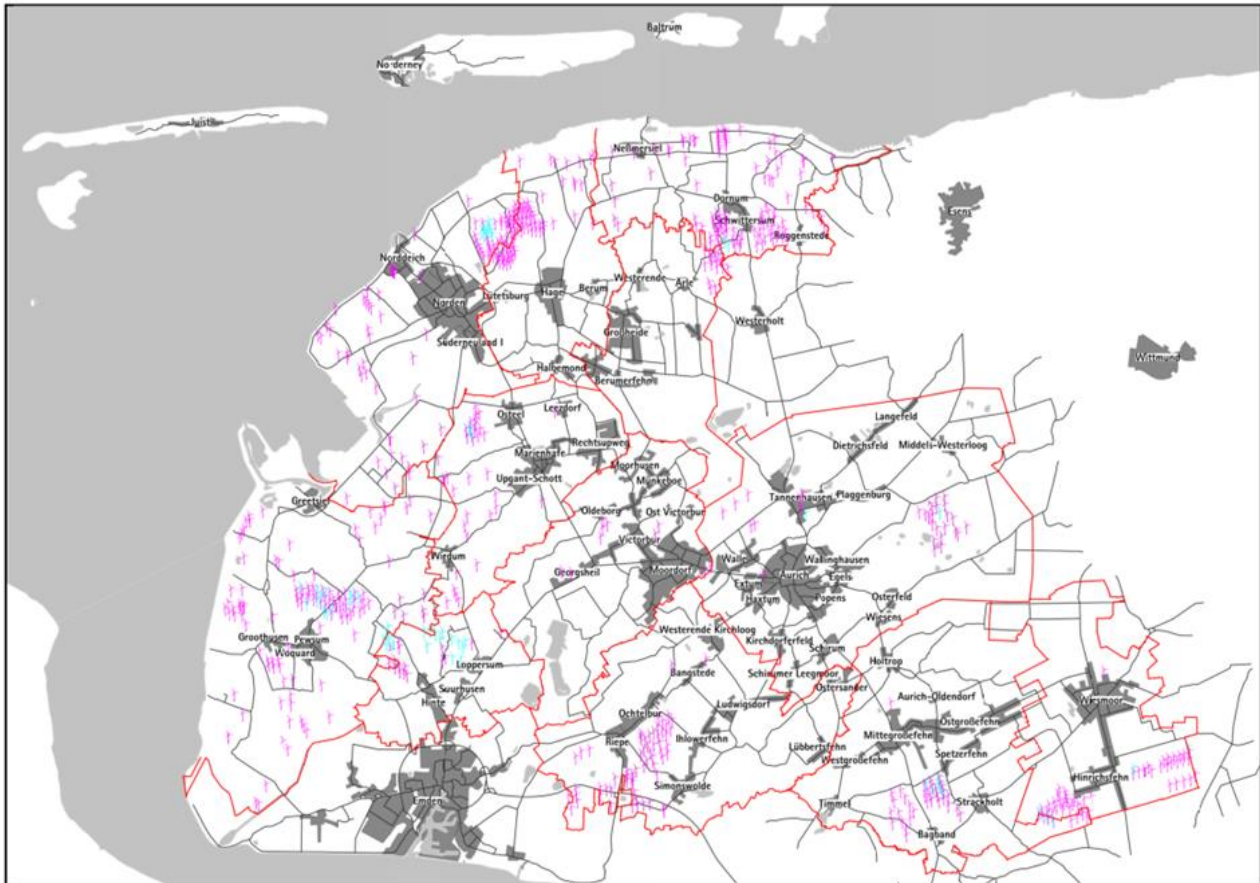 Baltrum
Norderney
Juist
Neßmersiel
Dornum
Schwittersum
Roggenstede
Esens
Norddeich
Westerende
Arle
Lütetsburg
Hage
Berum
Norden
Großheide
Westerholt
Süderneuland I
Wittmund
Halbemond
Berumerfehn
Osteel
Leezdorf
Langefeld
Rechtsupweg
Dietrichsfeld
Middels-Westerloog
Marienhafe
Moorhusen
Upgant-Schott
Münkeboe
Greetsiel
Tannenhausen
Plaggenburg
Oldeborg
Ost Victorbur
Victorbur
Wirdum
Walle
Wallinghausen
Georgsheil
Moordorf
Aurich
Egels
Extum
Haxtum
Popens
Osterfeld
Wiesens
Westerende Kirchloog
Groothusen
Pewsum
Kirchdorferfeld
Woquard
Schirum
Loppersum
Holtrop
Bangstede
Schirumer Leegmoor
Ostersander
Suurhusen
Aurich-Oldendorf
Hinte
Ludwigsdorf
Wiesmoor
Ochtelbur
Ostgroßefehn
Riepe
Ihlowerfehn
Mittegroßefehn
Lübbertsfehn
Spetzerfehn
Westgroßefehn
Hinrichsfehn
Simonswolde
Emden
Timmel
Strackholt
Bagband